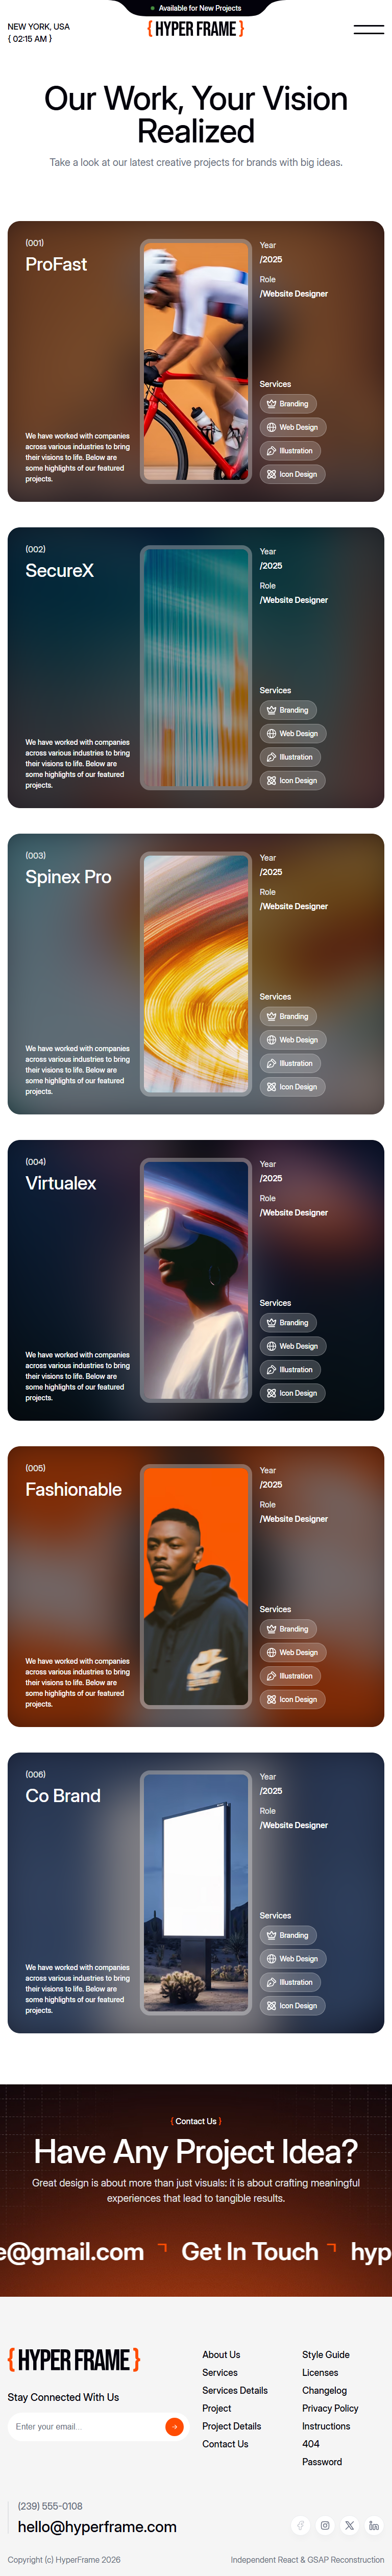 Available for New Projects
NEW YORK, USA
{ 02:15 AM }
{ HYPER FRAME }
Our Work, Your Vision
Realized
Take a look at our latest creative projects for brands with big ideas.
(001)
ProFast
We have worked with companies
across various industries to bring
their visions to life. Below are
some highlights of our featured
projects.
Year
/2025
Role
/Website Designer
Services
Branding
Web Design
Illustration
Icon Design
(002)
SecureX
We have worked with companies
across various industries to bring
their visions to life. Below are
some highlights of our featured
projects.
Year
/2025
Role
/Website Designer
Services
Branding
Web Design
Illustration
Icon Design
(003)
Spinex Pro
We have worked with companies
across various industries to bring
their visions to life. Below are
some highlights of our featured
projects.
Year
/2025
Role
/Website Designer
Services
Branding
Web Design
Illustration
Icon Design
(004)
Virtualex
We have worked with companies
across various industries to bring
their visions to life. Below are
some highlights of our featured
projects.
Year
/2025
Role
/Website Designer
Services
Branding
Web Design
Illustration
Icon Design
(005)
Fashionable
We have worked with companies
across various industries to bring
their visions to life. Below are
some highlights of our featured
projects.
Year
/2025
Role
/Website Designer
Services
Branding
Web Design
Illustration
Icon Design
(006)
Co Brand
We have worked with companies
across various industries to bring
their visions to life. Below are
some highlights of our featured
projects.
Year
/2025
Role
/Website Designer
Services
Branding
Web Design
Illustration
Icon Design
{ Contact Us }
Have Any Project Idea?
Great design is about more than just visuals: it is about crafting meaningful
experiences that lead to tangible results.
e@gmail.com Get In Touch hyp
{ HYPER FRAME }
Stay Connected With Us
Enter your email...
About Us
Services
Services Details
Project
Project Details
Contact Us
Style Guide
Licenses
Changelog
Privacy Policy
Instructions
404
Password
(239) 555-0108
hello@hyperframe.com
Copyright (c) HyperFrame 2026
Independent React & GSAP Reconstruction